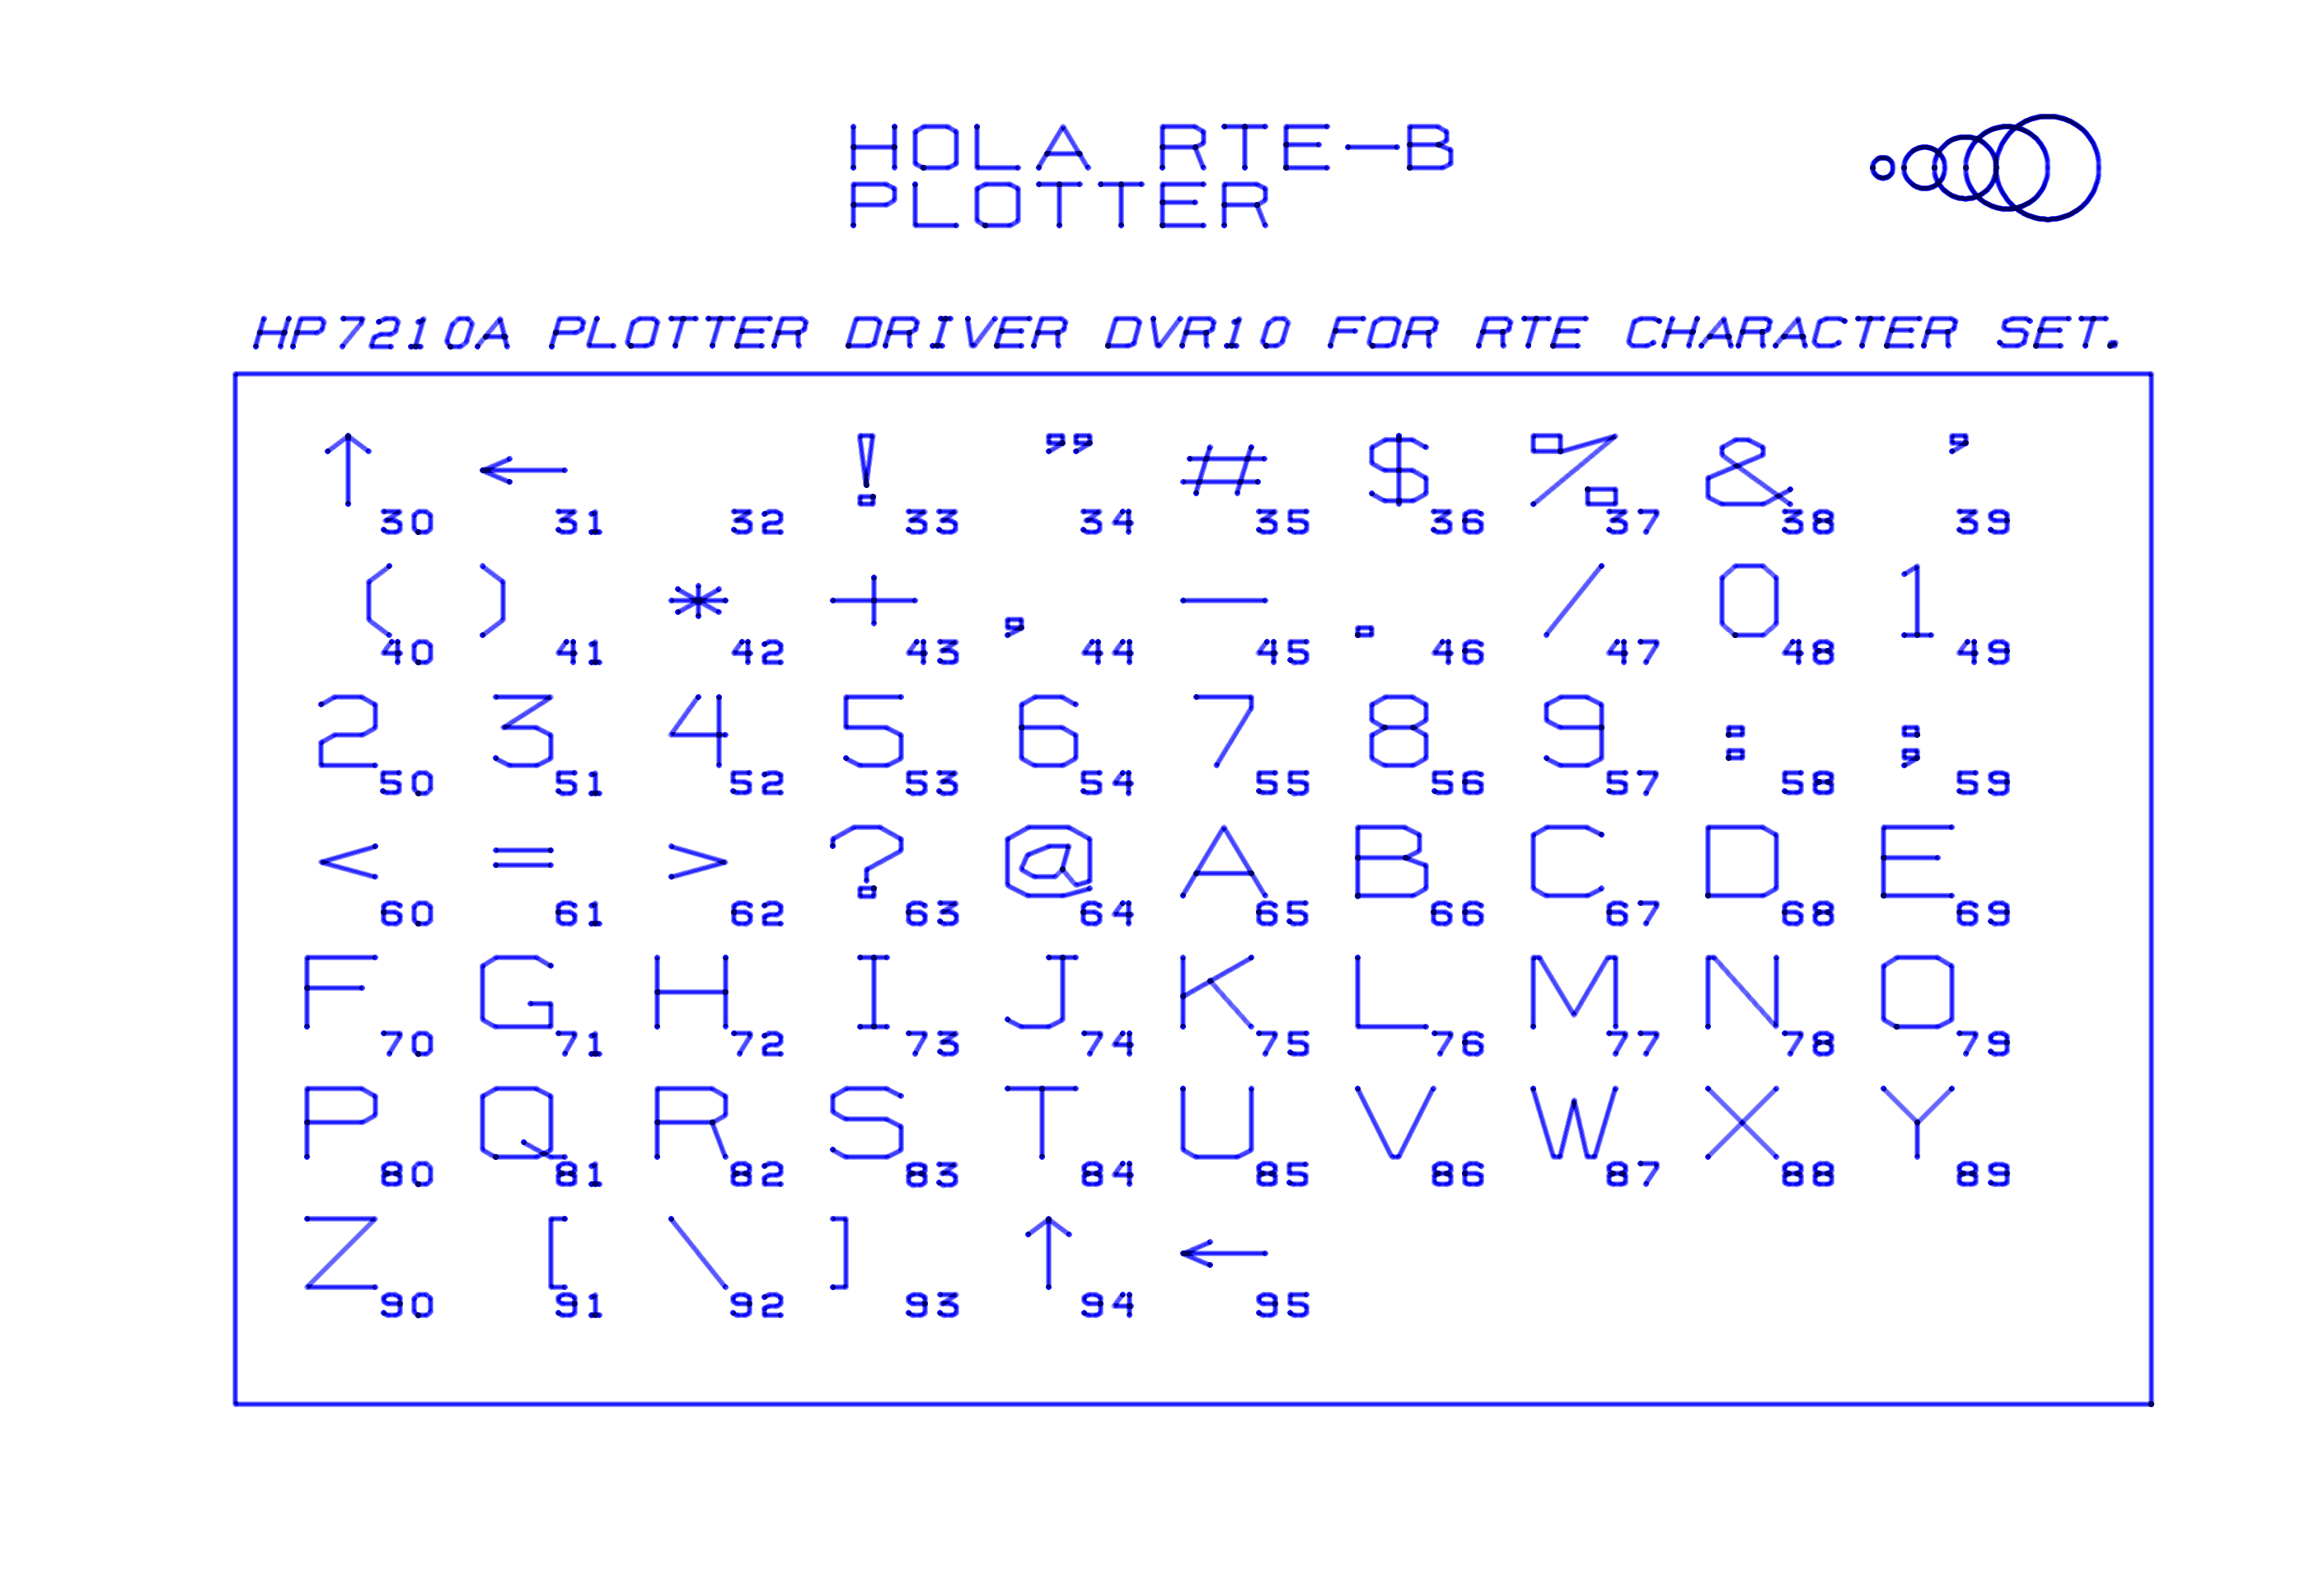 HOLA RTE-B
PLOTTER
HP7210A PLOTTER DRIVER DVR10 FOR RTE CHARACTER SET.
↑ ← ! " # $ % & '
30 31 32 33 34 35 36 37 38 39
( ) * + , - . / 0 1
40 41 42 43 44 45 46 47 48 49
2 3 4 5 6 7 8 9 : ;
50 51 52 53 54 55 56 57 58 59
< = > ? @ A B C D E
60 61 62 63 64 65 66 67 68 69
F G H I J K L M N O
70 71 72 73 74 75 76 77 78 79
P Q R S T U V W X Y
80 81 82 83 84 85 86 87 88 89
Z [ \ ] ↑ ←
90 91 92 93 94 95